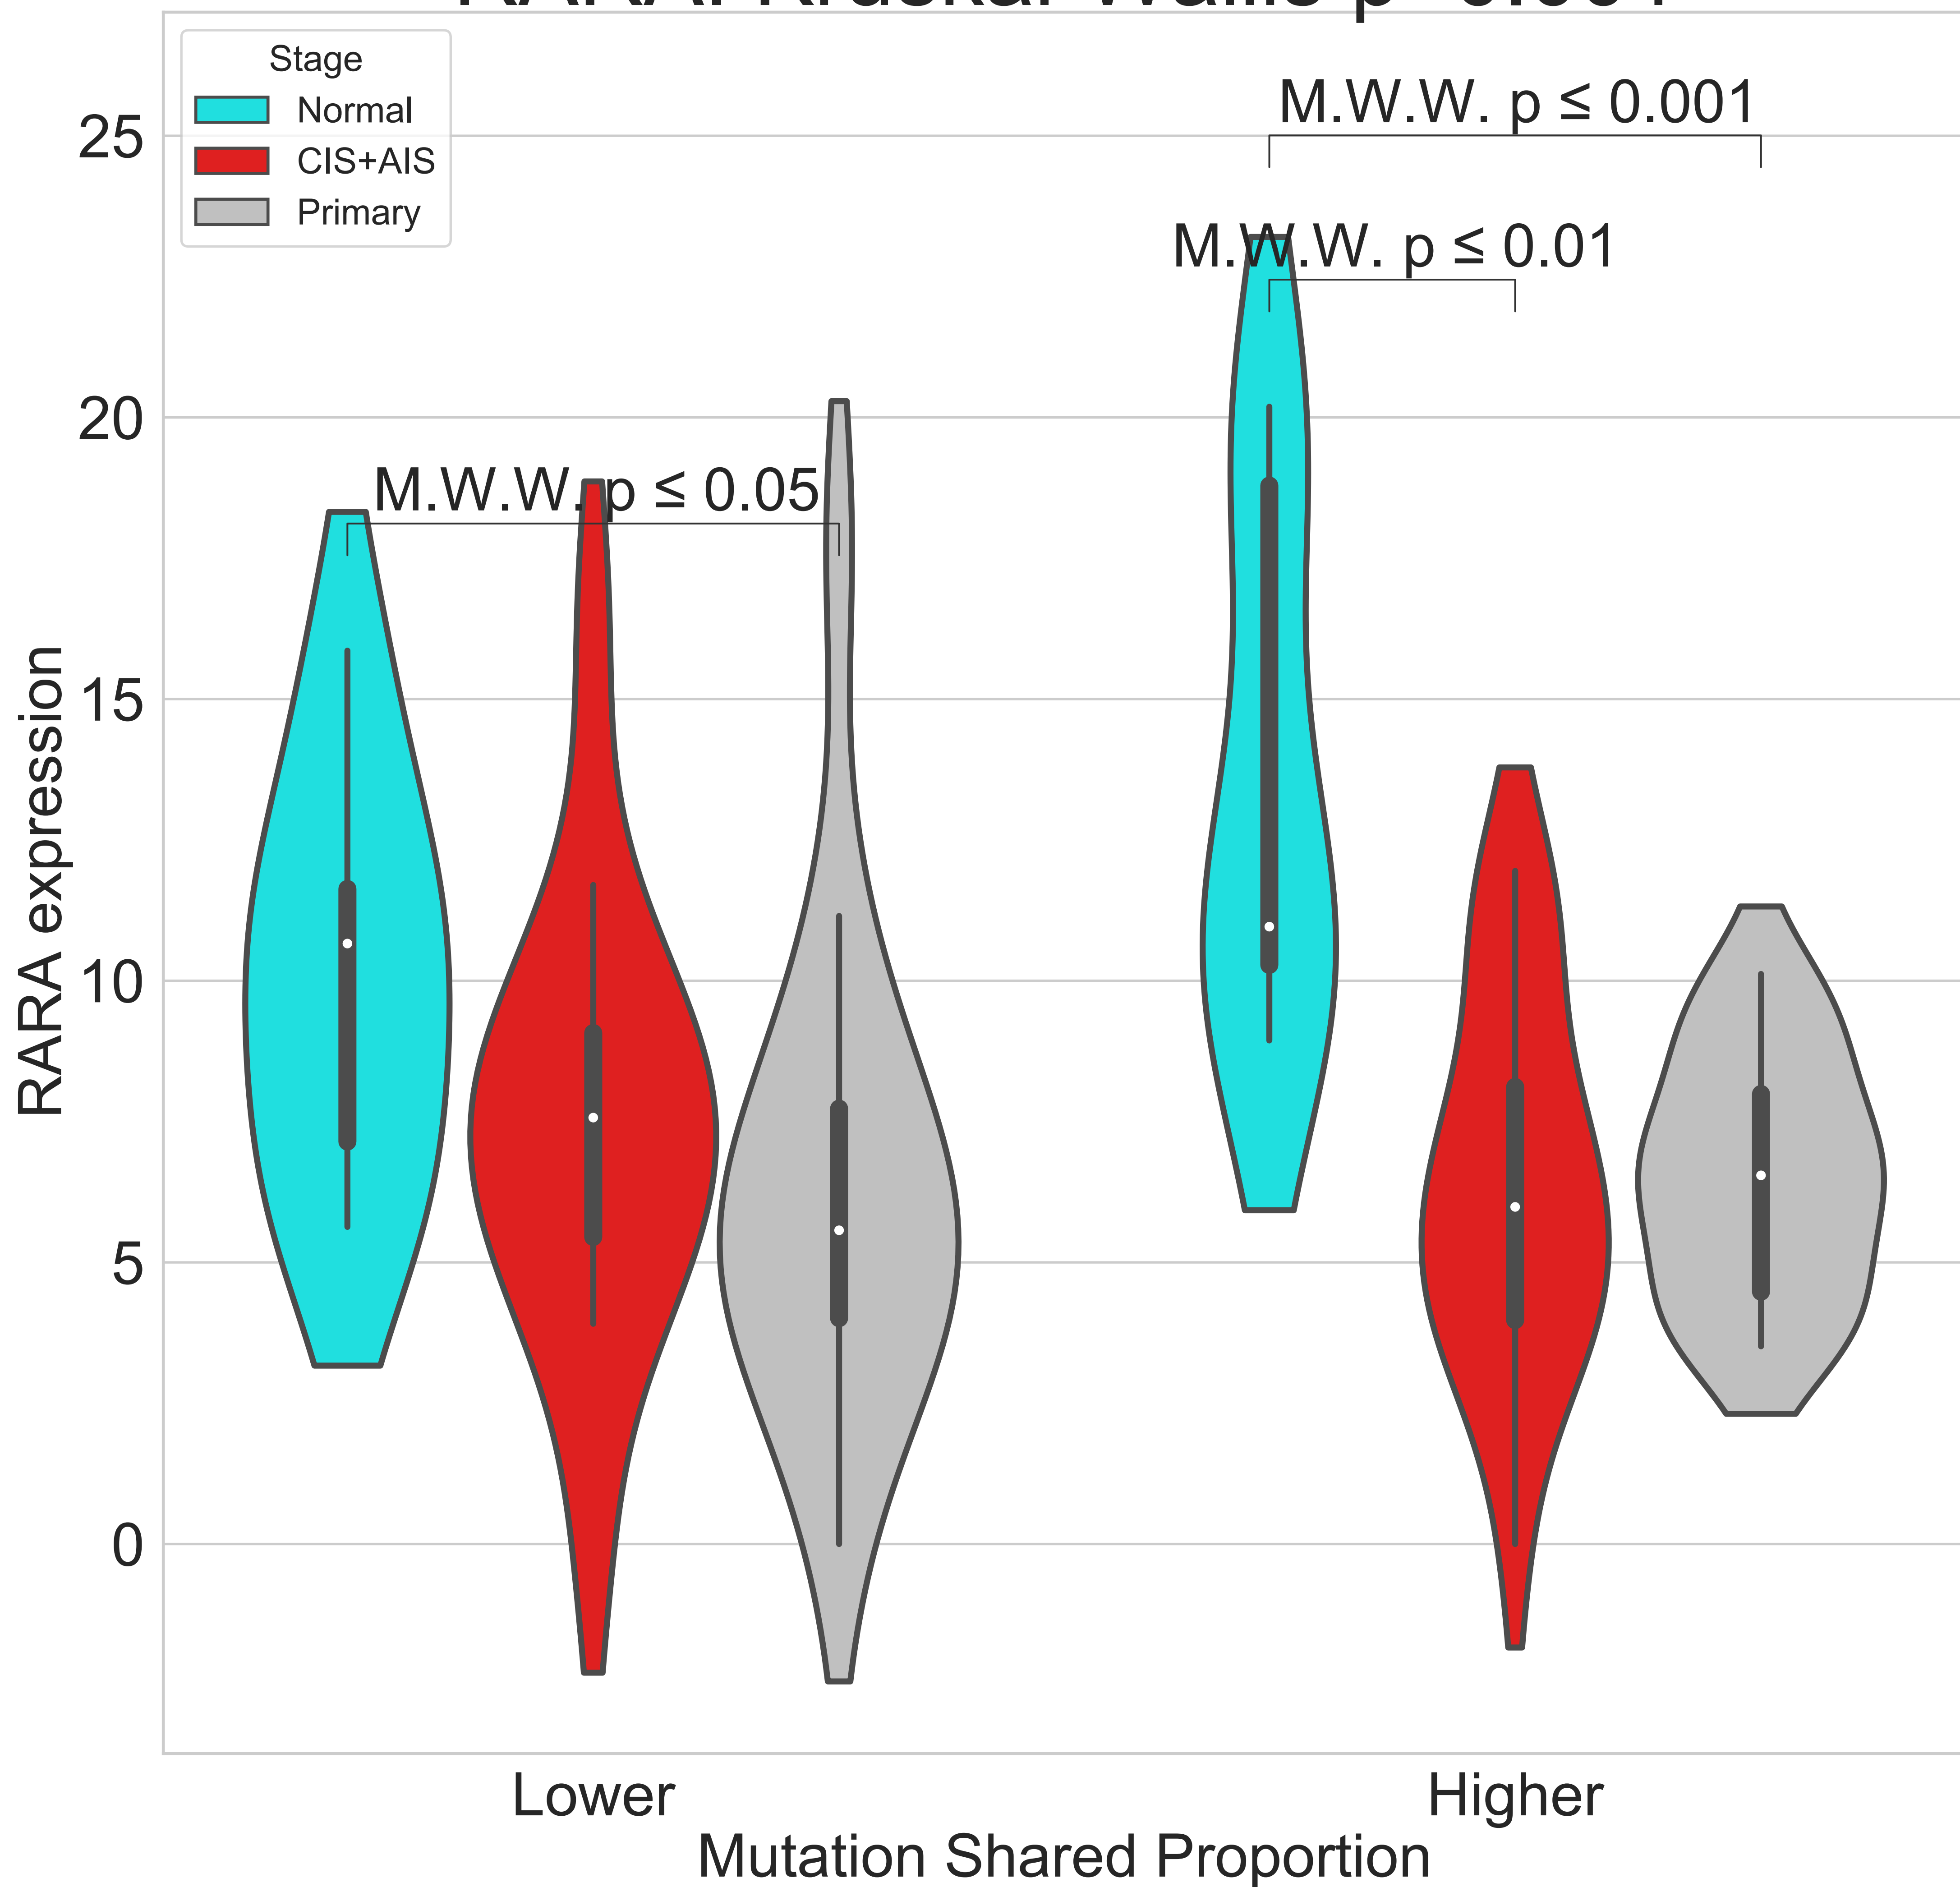 Stage
Normal
CIS+AIS
Primary
M.W.W. p ≤ 0.001
M.W.W. p ≤ 0.01
M.W.W. p ≤ 0.05
25
20
15
10
5
0
RARA expression
Lower
Higher
Mutation Shared Proportion